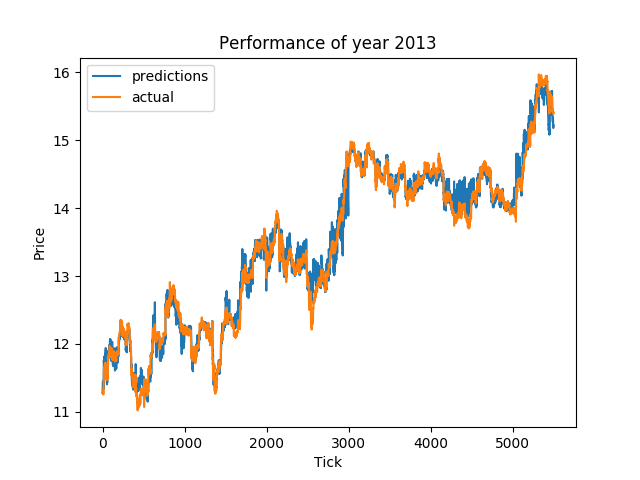 Performance of year 2013
predictions
actual
16
15
14
13
12
11
Price
0 1000 2000 3000 4000 5000
Tick